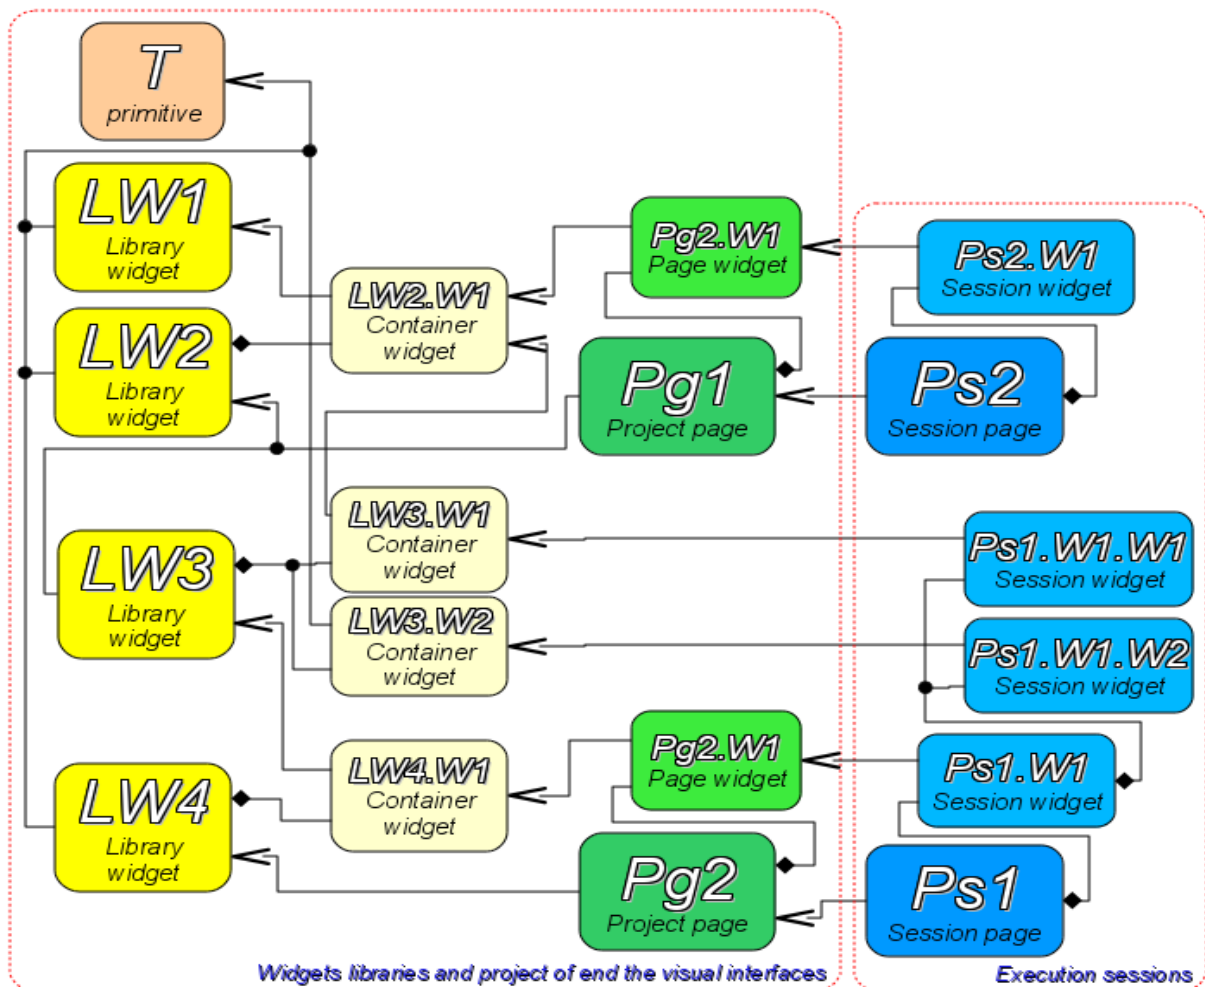 T
primitive
LW1
Library
widget
LW2
Library
widget
LW3
Library
widget
LW4
Library
widget
LW2.W1
Container
widget
LW3.W1
Container
widget
LW3.W2
Container
widget
LW4.W1
Container
widget
Pg2.W1
Page widget
Pg1
Project page
Pg2.W1
Page widget
Pg2
Project page
Widgets libraries and project of end the visual interfaces
Ps2.W1
Session widget
Ps2
Session page
Ps1.W1.W1
Session widget
Ps1.W1.W2
Session widget
Ps1.W1
Session widget
Ps1
Session page
Execution sessions